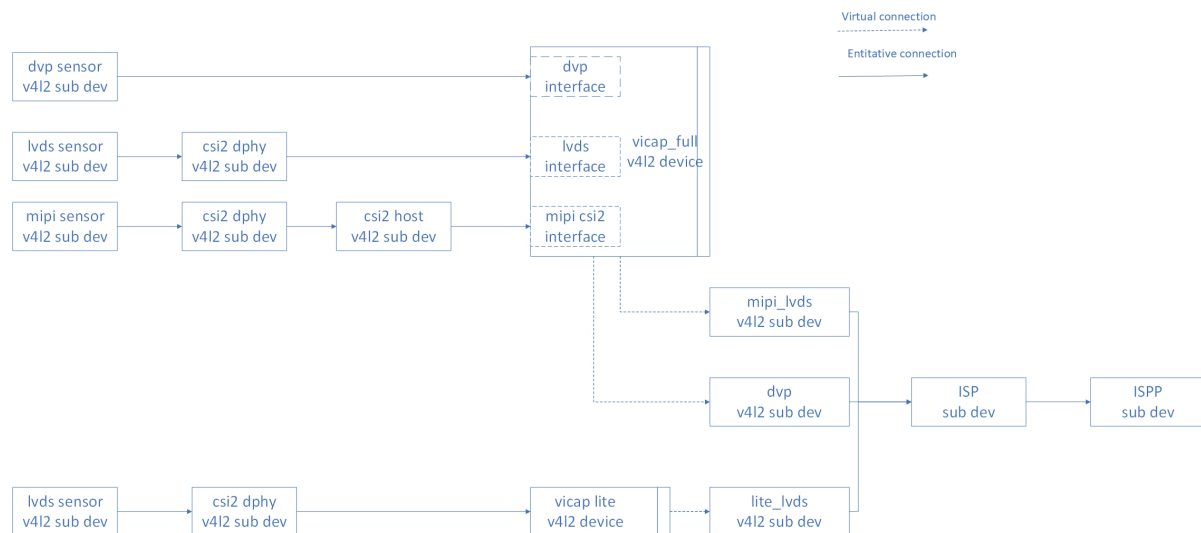 Virtual connection
Entitative connection
dvp sensor
v4l2 sub dev
dvp
interface
lvds sensor
v4l2 sub dev
csi2 dphy
v4l2 sub dev
lvds
interface
vicap_full
v4l2 device
mipi sensor
v4l2 sub dev
csi2 dphy
v4l2 sub dev
csi2 host
v4l2 sub dev
mipi csi2
interface
mipi_lvds
v4l2 sub dev
dvp
v4l2 sub dev
ISP
sub dev
ISPP
sub dev
lvds sensor
v4l2 sub dev
csi2 dphy
v4l2 sub dev
vicap lite
v4l2 device
lite_lvds
v4l2 sub dev